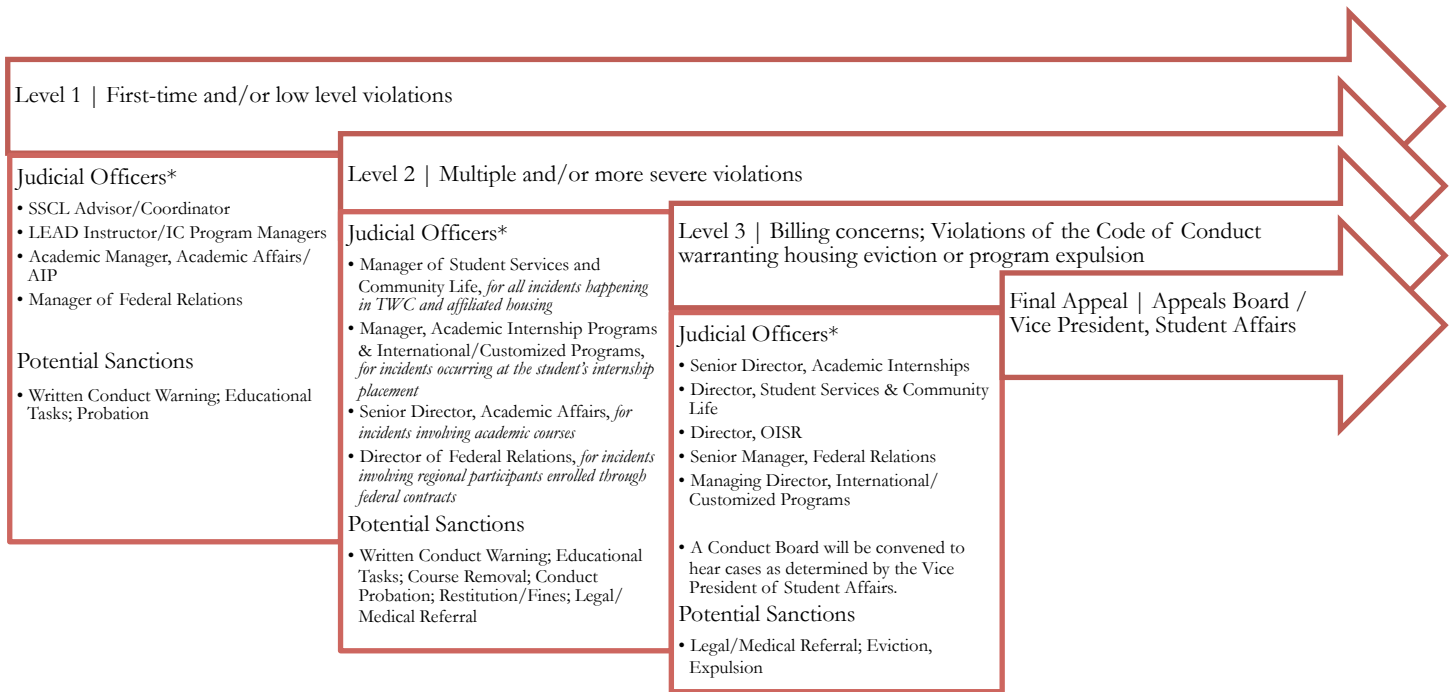 Level 1 | First-time and/or low level violations
Judicial Officers*
• SSCL Advisor/Coordinator
• LEAD Instructor/IC Program Managers
• Academic Manager, Academic Affairs/
AIP
• Manager of Federal Relations
Potential Sanctions
• Written Conduct Warning; Educational
Tasks; Probation
Level 2 | Multiple and/or more severe violations
Judicial Officers*
• Manager of Student Services and
Community Life, for all incidents happening
in TWC and affiliated housing
• Manager, Academic Internship Programs
& International/Customized Programs,
for incidents occurring at the student's internship
placement
• Senior Director, Academic Affairs, for
incidents involving academic courses
• Director of Federal Relations, for incidents
involving regional participants enrolled through
federal contracts
Potential Sanctions
• Written Conduct Warning; Educational
Tasks; Course Removal; Conduct
Probation; Restitution/Fines; Legal/
Medical Referral
Level 3 | Billing concerns; Violations of the Code of Conduct
warranting housing eviction or program expulsion
Judicial Officers*
• Senior Director, Academic Internships
• Director, Student Services & Community
Life
• Director, OISR
• Senior Manager, Federal Relations
• Managing Director, International/
Customized Programs
• A Conduct Board will be convened to
hear cases as determined by the Vice
President of Student Affairs.
Potential Sanctions
• Legal/Medical Referral; Eviction,
Expulsion
Final Appeal | Appeals Board /
Vice President, Student Affairs